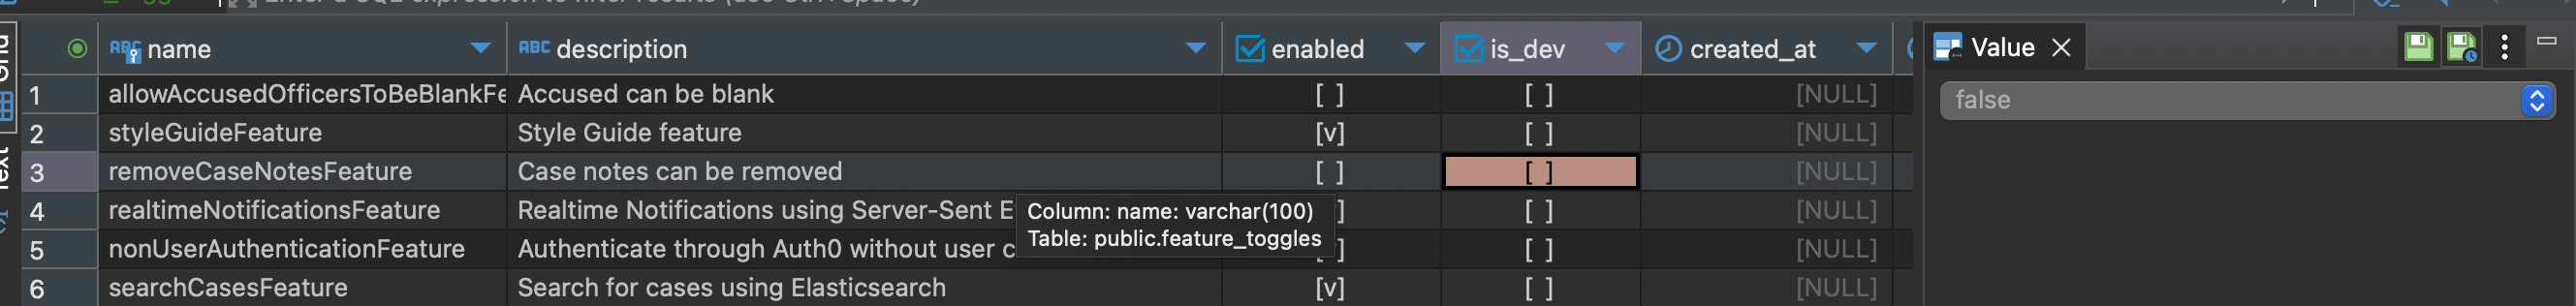 name description enabled is_dev created_at Value
false
1 allowAccusedOfficersToBeBlankFe Accused can be blank [ ] [ ] [NULL]
2 styleGuideFeature Style Guide feature [v] [ ] [NULL]
3 removeCaseNotesFeature Case notes can be removed [ ] [ ] [NULL]
4 realtimeNotificationsFeature Realtime Notifications using Server-Sent E ] [ ] [NULL]
Column: name: varchar(100)
Table: public.feature_toggles
5 nonUserAuthenticationFeature Authenticate through Auth0 without user c [ ] [NULL]
6 searchCasesFeature Search for cases using Elasticsearch [v] [ ] [NULL]
Grid
Text